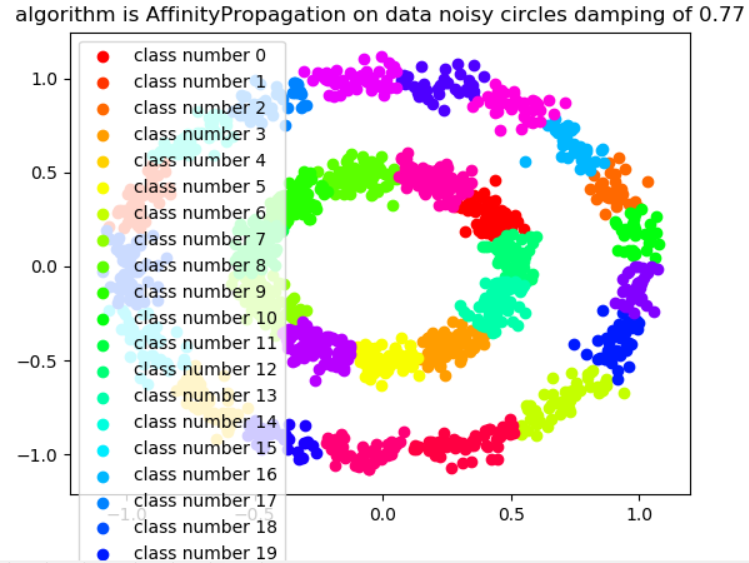 algorithm is AffinityPropagation on data noisy circles damping of 0.77
class number 0
class number 1
class number 2
class number 3
class number 4
class number 5
class number 6
class number 7
class number 8
class number 9
class number 10
class number 11
class number 12
class number 13
class number 14
class number 15
class number 16
class number 17
class number 18
class number 19
1.0
0.5
0.0
−0.5
−1.0
−1.0
−0.5
0.0
0.5
1.0